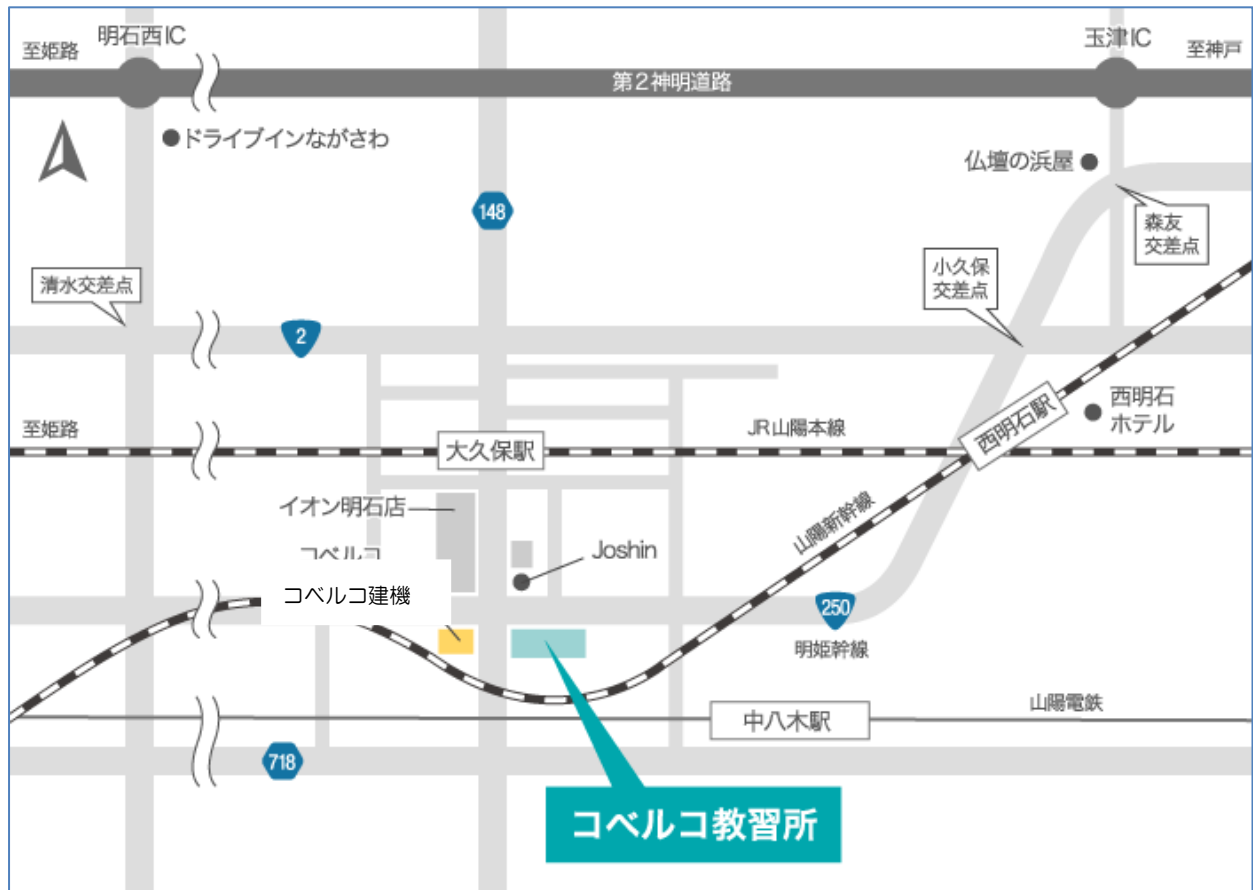 明石西IC
玉津IC
至姫路
至神戸
第2神明道路
ドライブインながさわ
仏壇の浜屋
148
森友
交差点
小久保
交差点
清水交差点
2
西明石
ホテル
至姫路
JR山陽本線
西明石駅
大久保駅
イオン明石店
山陽新幹線
Joshin
コベルコ
コベルコ建機
250
明姫幹線
山陽電鉄
中八木駅
718
コベルコ教習所